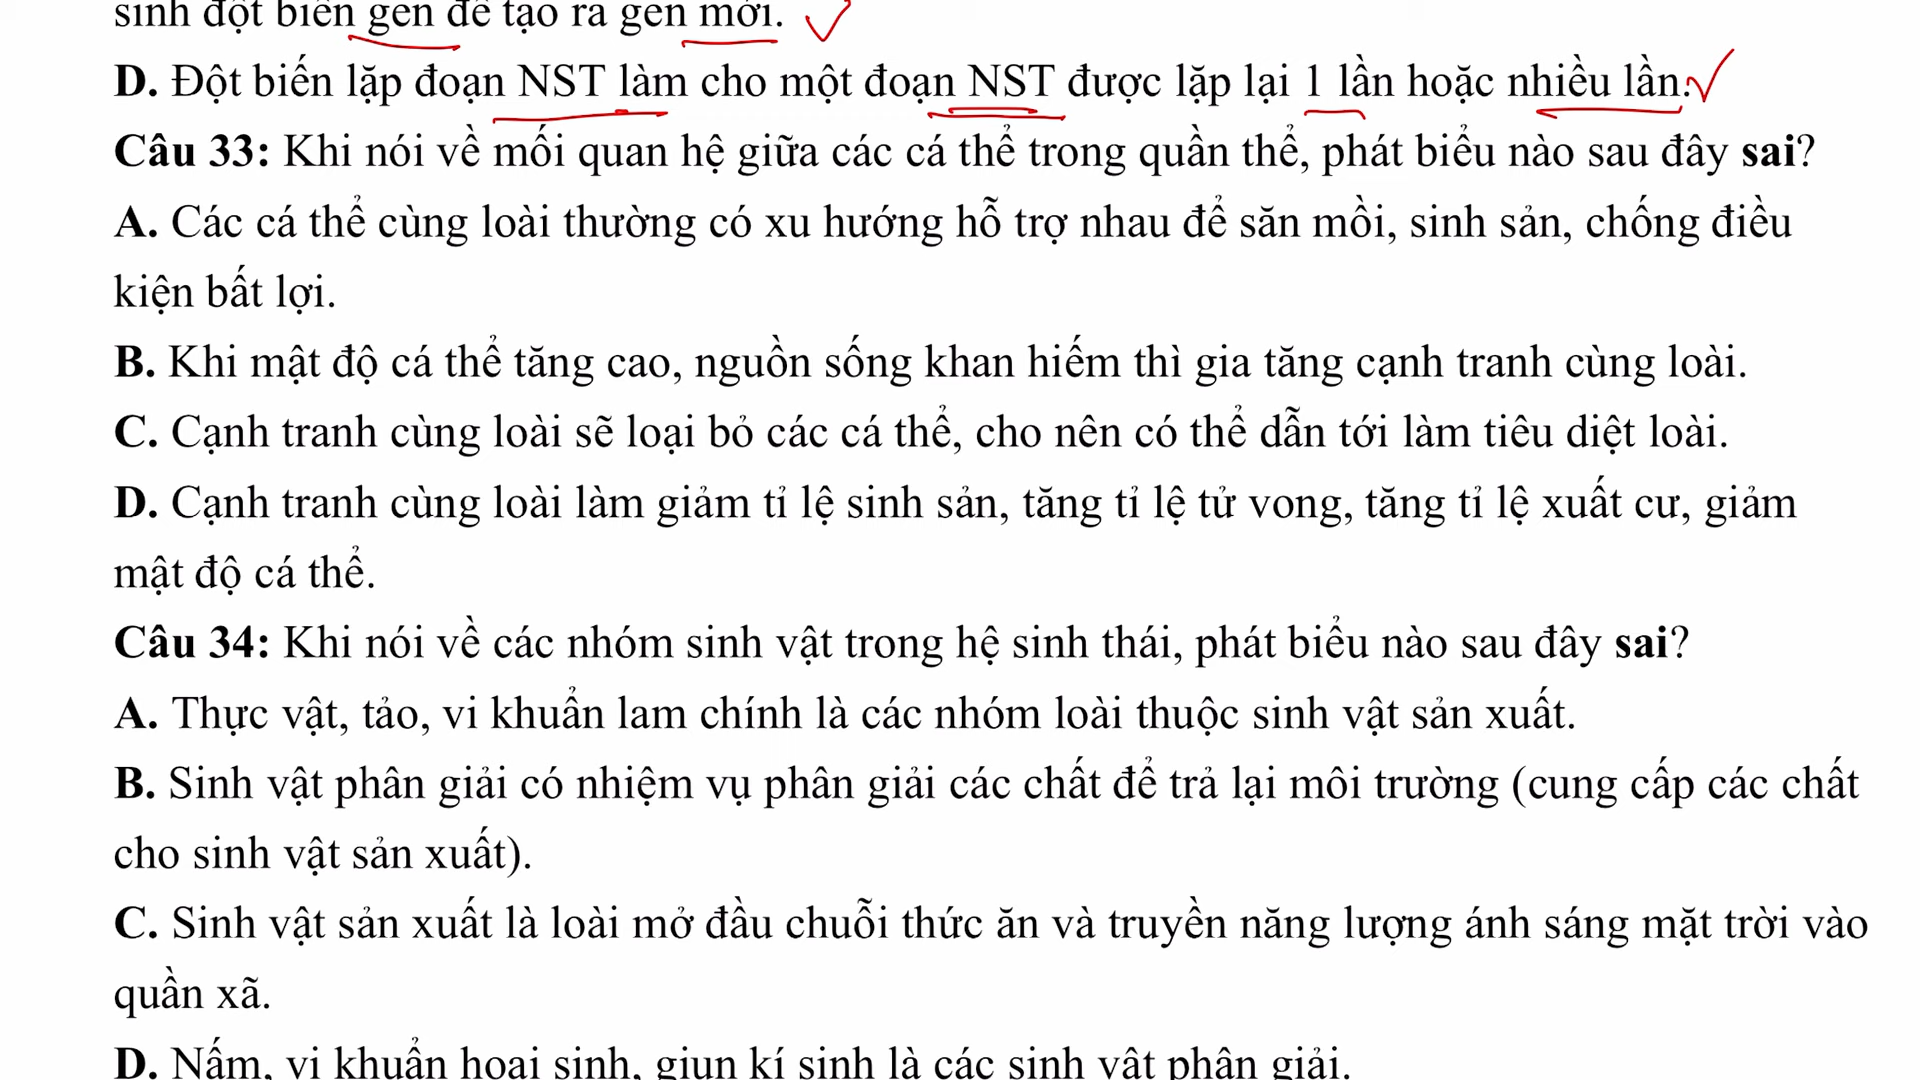 sinh đột biến gen để tạo ra gen mới.
D. Đột biến lặp đoạn NST làm cho một đoạn NST được lặp lại 1 lần hoặc nhiều lần.
Câu 33: Khi nói về mối quan hệ giữa các cá thể trong quần thể, phát biểu nào sau đây sai?
A. Các cá thể cùng loài thường có xu hướng hỗ trợ nhau để săn mồi, sinh sản, chống điều
kiện bất lợi.
B. Khi mật độ cá thể tăng cao, nguồn sống khan hiếm thì gia tăng cạnh tranh cùng loài.
C. Cạnh tranh cùng loài sẽ loại bỏ các cá thể, cho nên có thể dẫn tới làm tiêu diệt loài.
D. Cạnh tranh cùng loài làm giảm tỉ lệ sinh sản, tăng tỉ lệ tử vong, tăng tỉ lệ xuất cư, giảm
mật độ cá thể.
Câu 34: Khi nói về các nhóm sinh vật trong hệ sinh thái, phát biểu nào sau đây sai?
A. Thực vật, tảo, vi khuẩn lam chính là các nhóm loài thuộc sinh vật sản xuất.
B. Sinh vật phân giải có nhiệm vụ phân giải các chất để trả lại môi trường (cung cấp các chất
cho sinh vật sản xuất).
C. Sinh vật sản xuất là loài mở đầu chuỗi thức ăn và truyền năng lượng ánh sáng mặt trời vào
quần xã.
D. Nấm, vi khuẩn hoại sinh, giun kí sinh là các sinh vật phân giải.